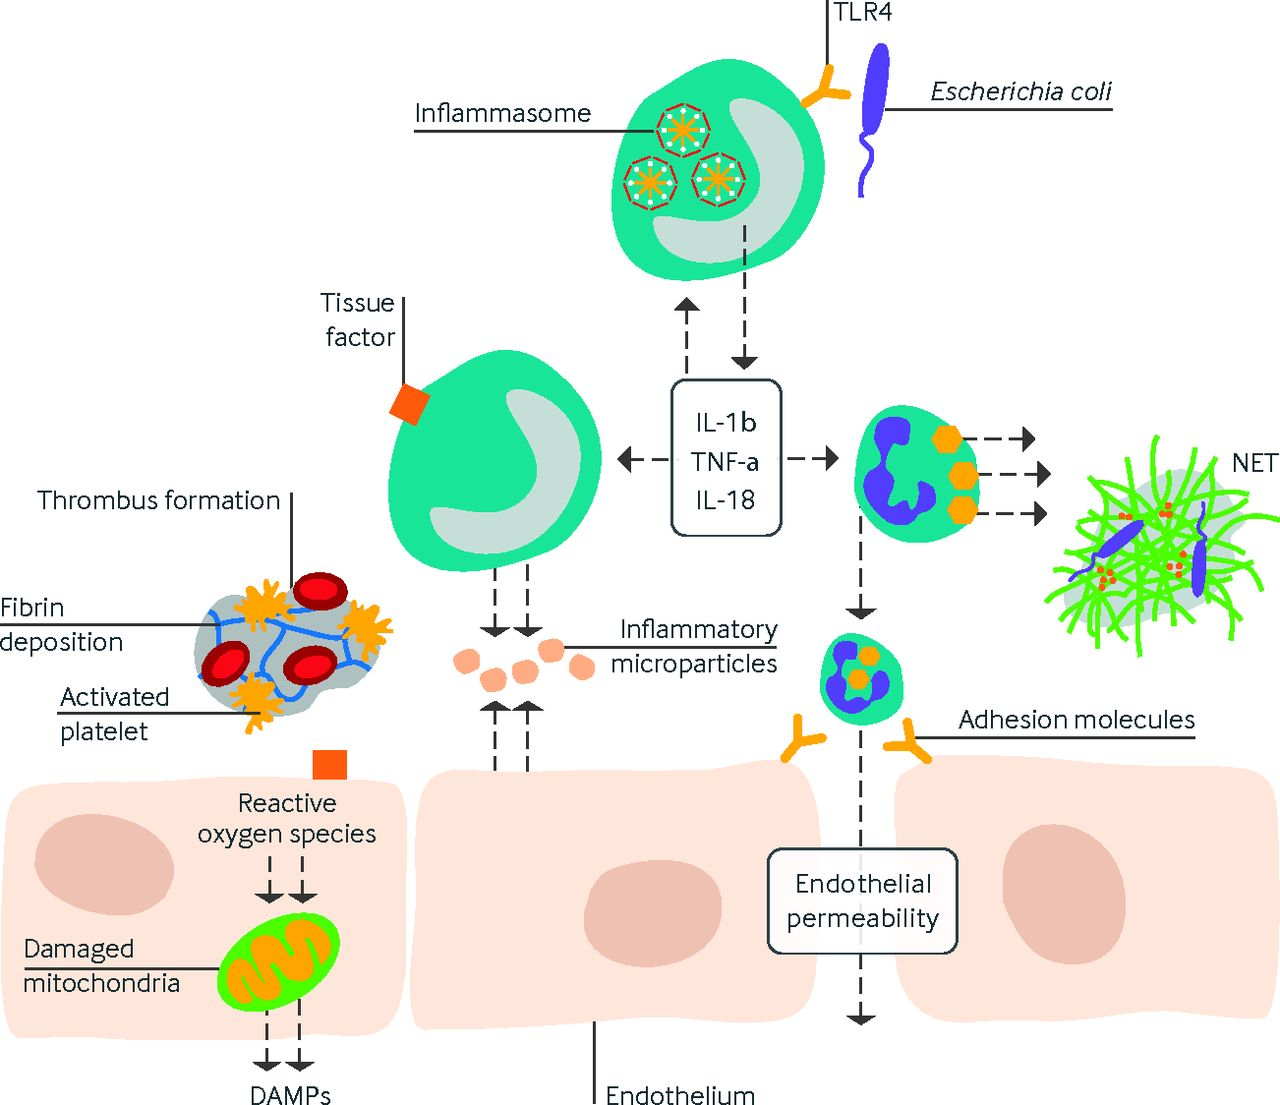 TLR4
Escherichia coli
Inflammasome
Tissue
factor
IL-1b
TNF-a
IL-18
NET
Thrombus formation
Fibrin
deposition
Activated
platelet
Inflammatory
microparticles
Adhesion molecules
Reactive
oxygen species
Endothelial
permeability
Damaged
mitochondria
DAMPs
Endothelium